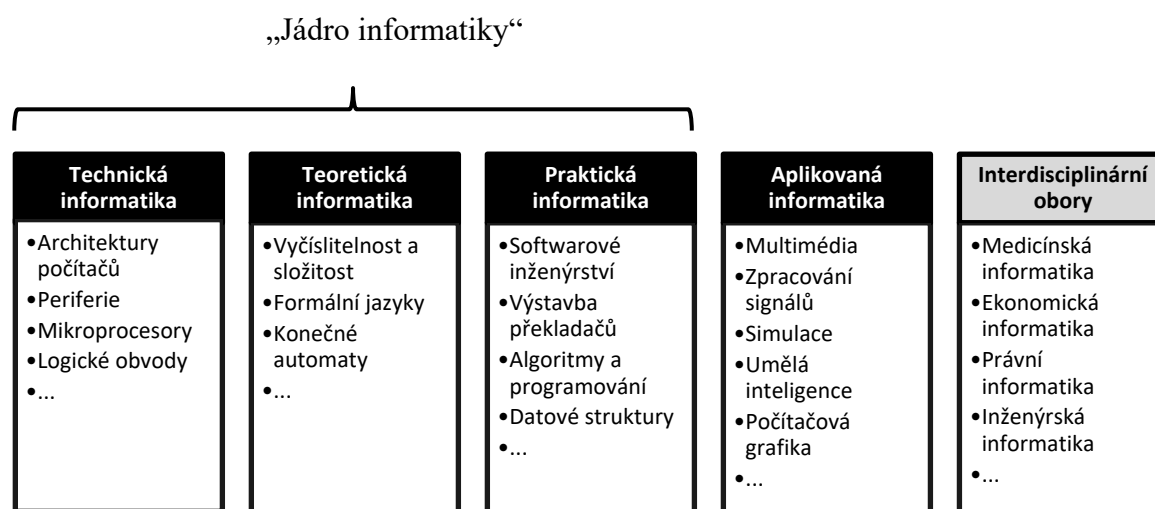 „Jádro informatiky“
Technická
informatika
•Architektury
počítačů
•Periferie
•Mikroprocesory
•Logické obvody
•...
Teoretická
informatika
•Vyčíslitelnost a
složitost
•Formální jazyky
•Konečné
automaty
•...
Praktická
informatika
•Softwarové
inženýrství
•Výstavba
překladačů
•Algoritmy a
programování
•Datové struktury
•...
Aplikovaná
informatika
•Multimédia
•Zpracování
signálů
•Simulace
•Umělá
inteligence
•Počítačová
grafika
•...
Interdisciplinární
obory
•Medicínská
informatika
•Ekonomická
informatika
•Právní
informatika
•Inženýrská
informatika
•...